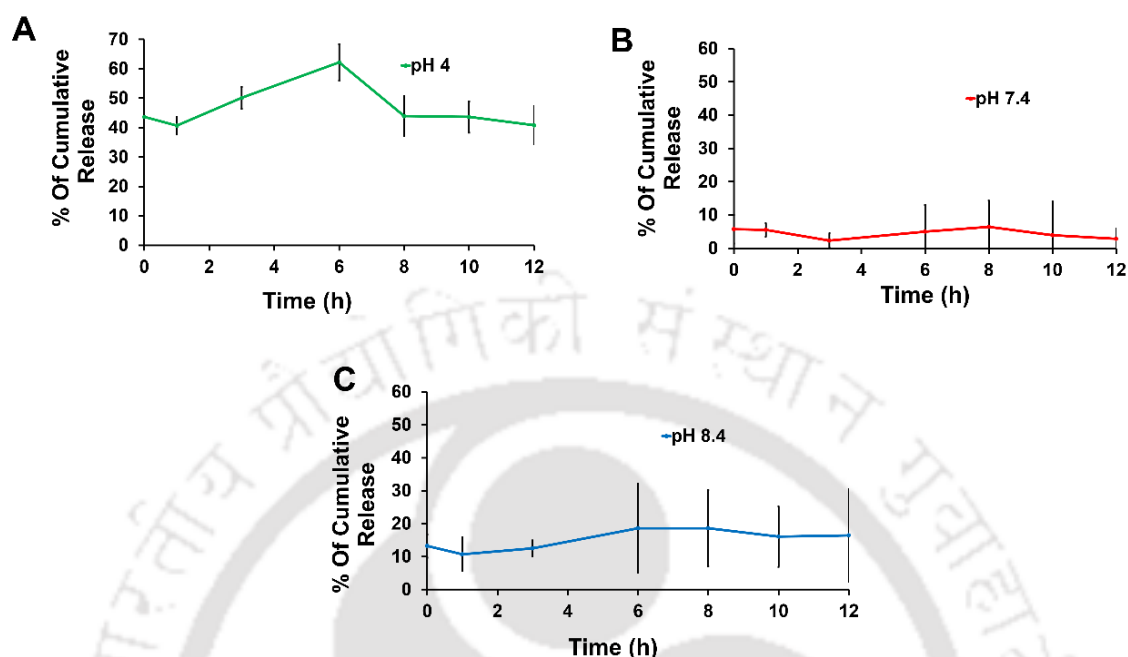 A
% Of Cumulative
Release
70
60
50
40
30
20
10
0
pH 4
0 2 4 6 8 10 12
Time (h)
B
% Of Cumulative
Release
60
50
40
30
20
10
0
pH 7.4
0 2 4 6 8 10 12
Time (h)
C
% Of Cumulative
Release
60
50
40
30
20
10
0
pH 8.4
0 2 4 6 8 10 12
Time (h)
प्रौद्योगिकी संस्थान